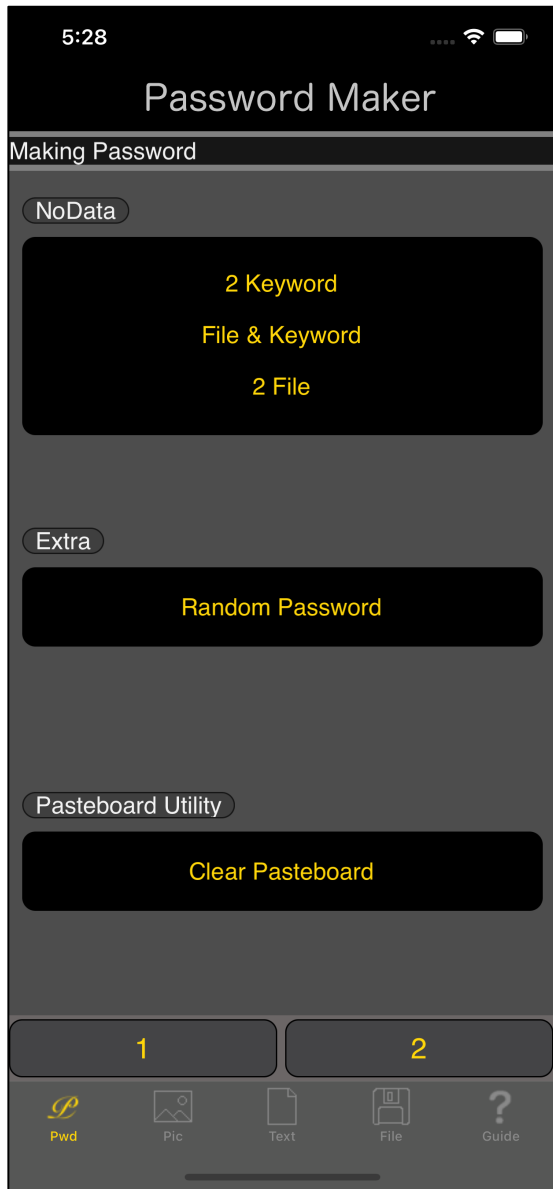 5:28
Password Maker
Making Password
NoData
2 Keyword
File & Keyword
2 File
Extra
Random Password
Pasteboard Utility
Clear Pasteboard
1 2
Pwd Pic Text File Guide